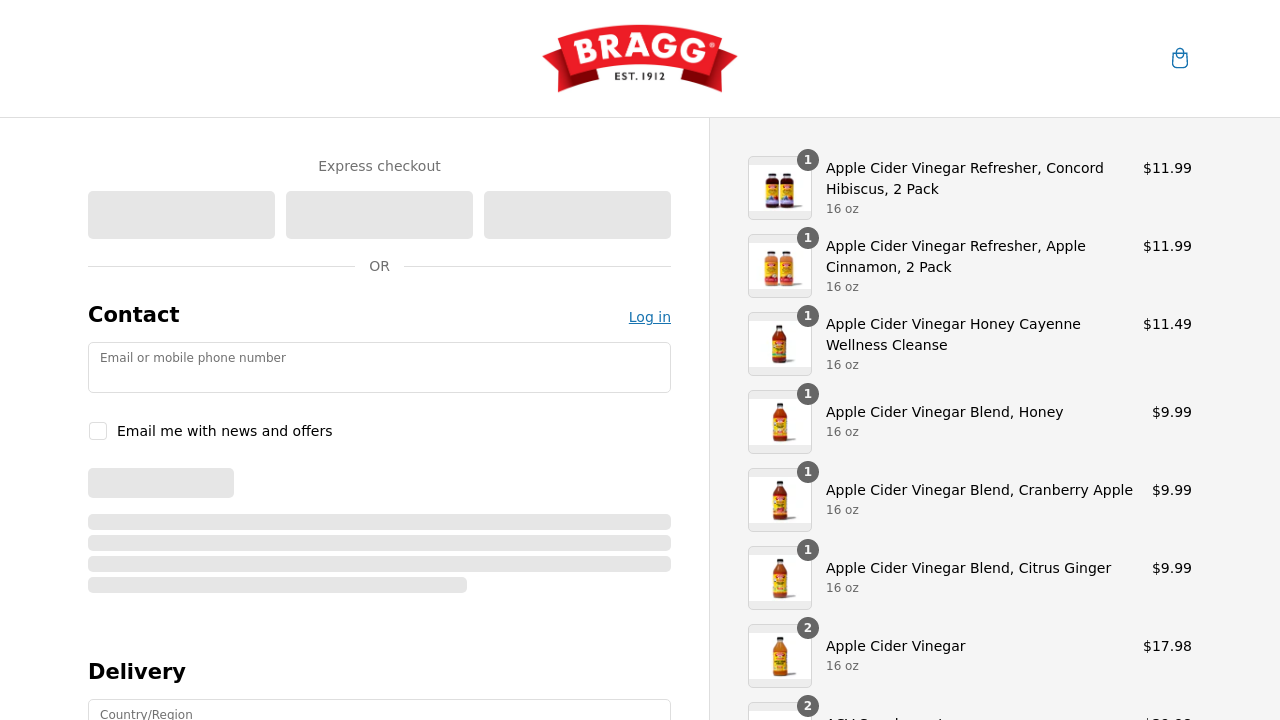 BRAGG®
EST. 1912
Express checkout
OR
Contact
Log in
Email or mobile phone number
Email me with news and offers
Delivery
Country/Region
1
Apple Cider Vinegar Refresher, Concord
Hibiscus, 2 Pack
16 oz
$11.99
1
Apple Cider Vinegar Refresher, Apple
Cinnamon, 2 Pack
16 oz
$11.99
1
Apple Cider Vinegar Honey Cayenne
Wellness Cleanse
16 oz
$11.49
1
Apple Cider Vinegar Blend, Honey
16 oz
$9.99
1
Apple Cider Vinegar Blend, Cranberry Apple
16 oz
$9.99
1
Apple Cider Vinegar Blend, Citrus Ginger
16 oz
$9.99
2
Apple Cider Vinegar
16 oz
$17.98
2